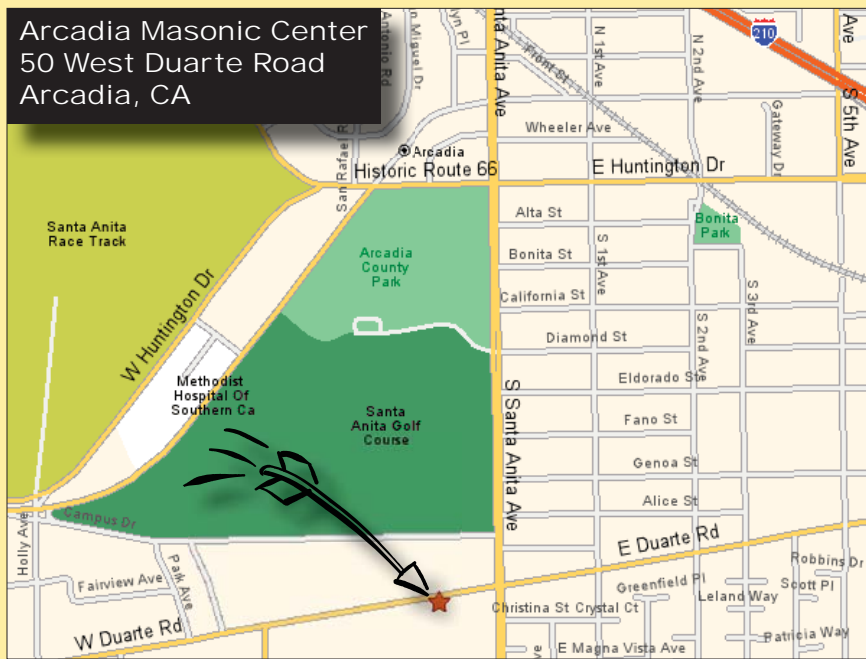 Arcadia Masonic Center
50 West Duarte Road
Arcadia, CA
Antonio Rd
n Miguel Dr
lyn Pl
anta Anita Ave
Front St
N 1st Ave
N 2nd Ave
210
Ave
S 5th Ave
Gateway Dr
Wheeler Ave
San Rafael R
Arcadia
Historic Route 66
E Huntington Dr
Santa Anita
Race Track
Arcadia
County
Park
Alta St
Bonita
Park
Bonita St
S 1st Ave
California St
S 3rd Ave
S 2nd Ave
Diamond St
W Huntington Dr
Methodist
Hospital Of
Southern Ca
Santa
Anita Golf
Course
S Santa Anita Ave
Eldorado St
Fano St
Genoa St
Alice St
Holly Ave
Campus Dr
E Duarte Rd
Fairview Ave
Park Ave
Robbins Dr
Greenfield Pl
Scott Pl
Leland Way
Christina St
Crystal Ct
W Duarte Rd
Patricia Way
E Magna Vista Ave
ve